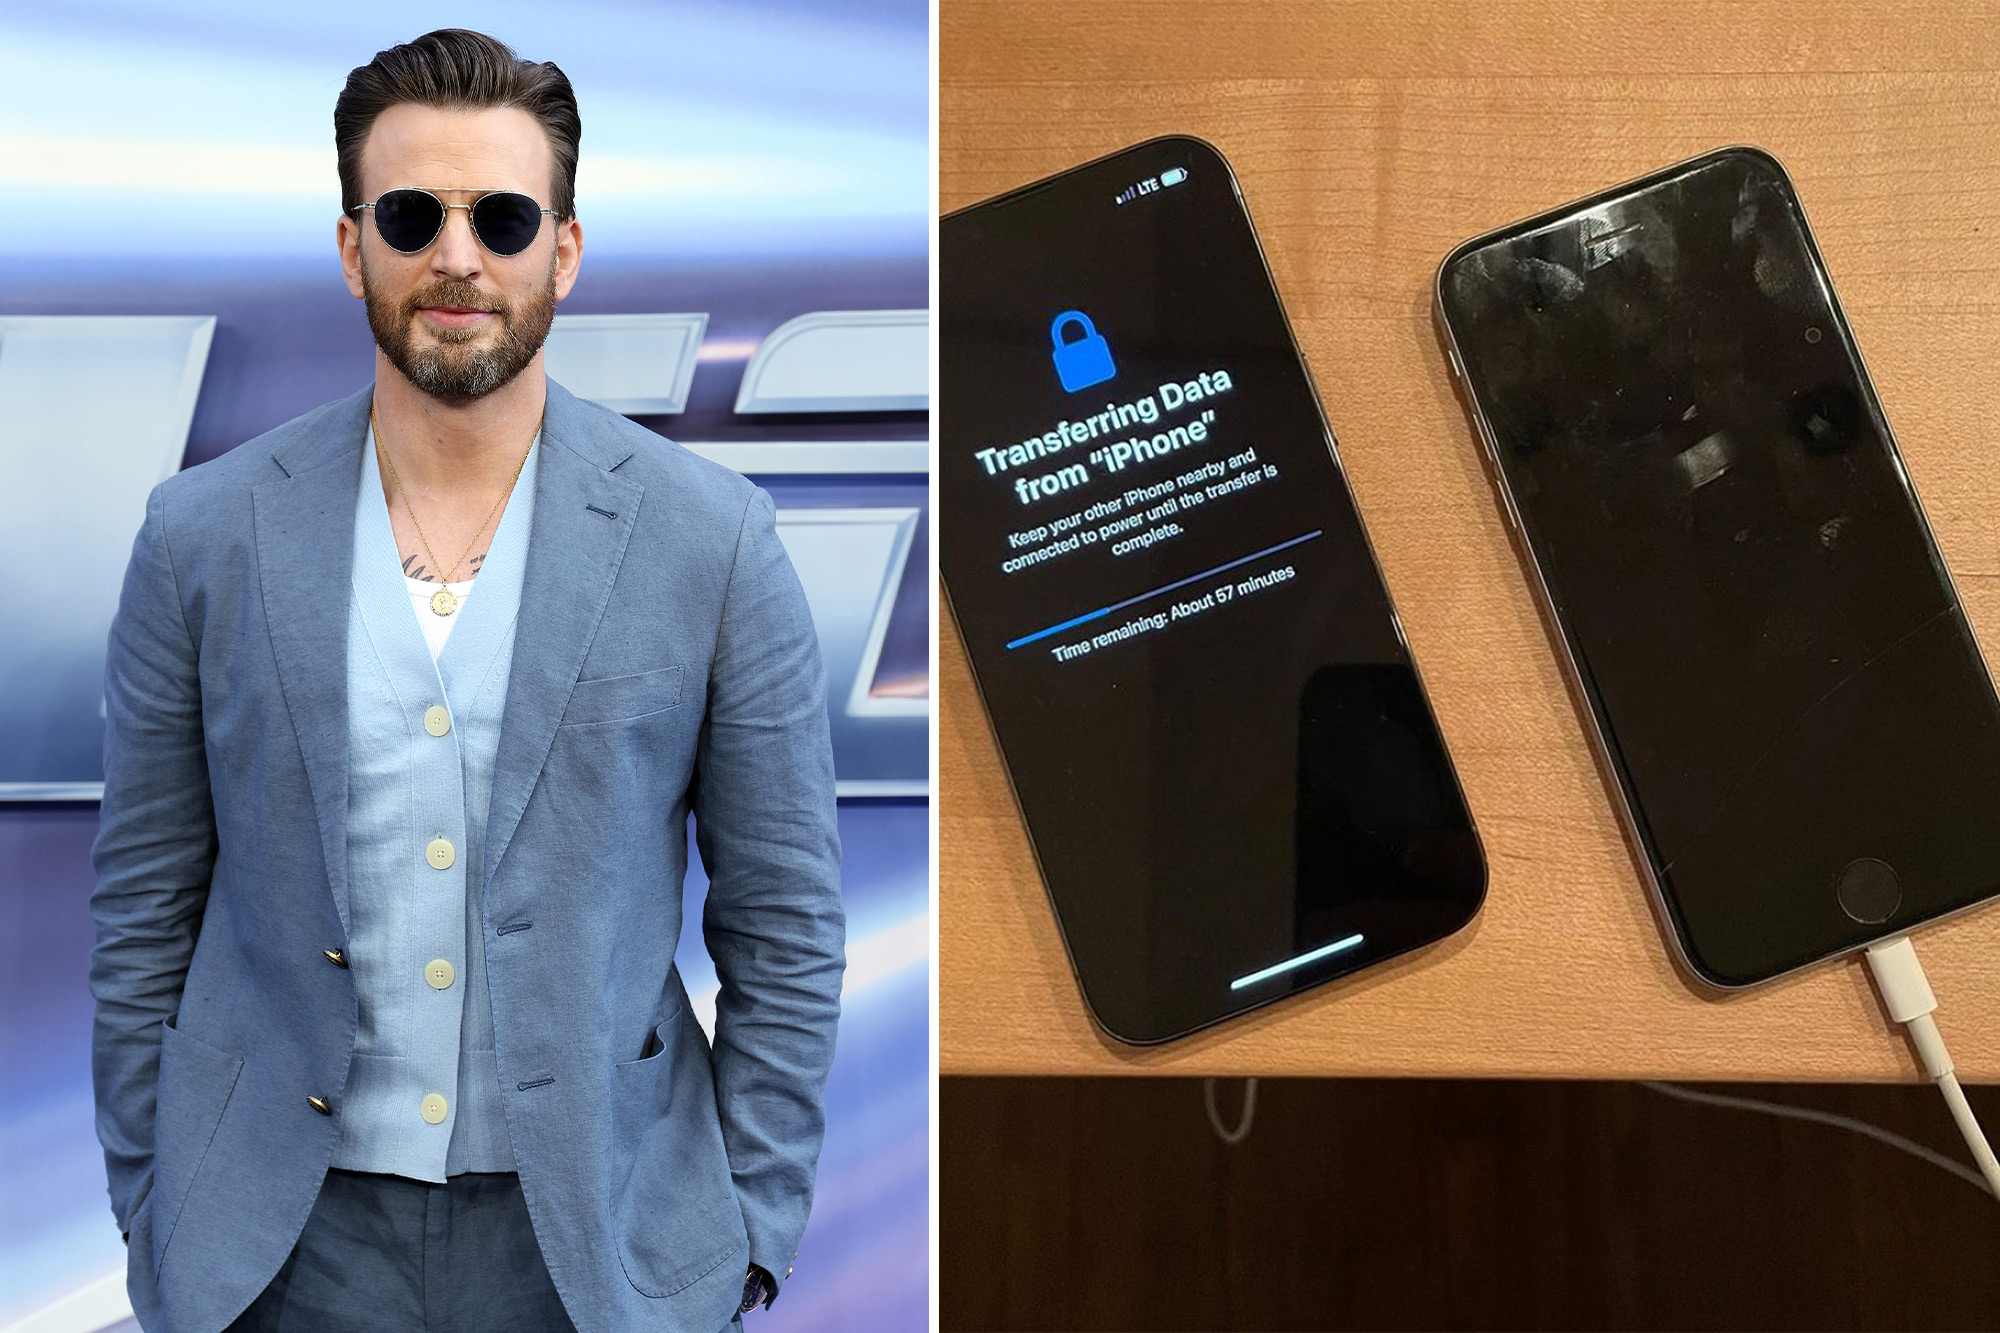 LTE
Transferring Data
from “iPhone”
Keep your other iPhone nearby and
connected to power until the transfer is
complete.
Time remaining: About 57 minutes